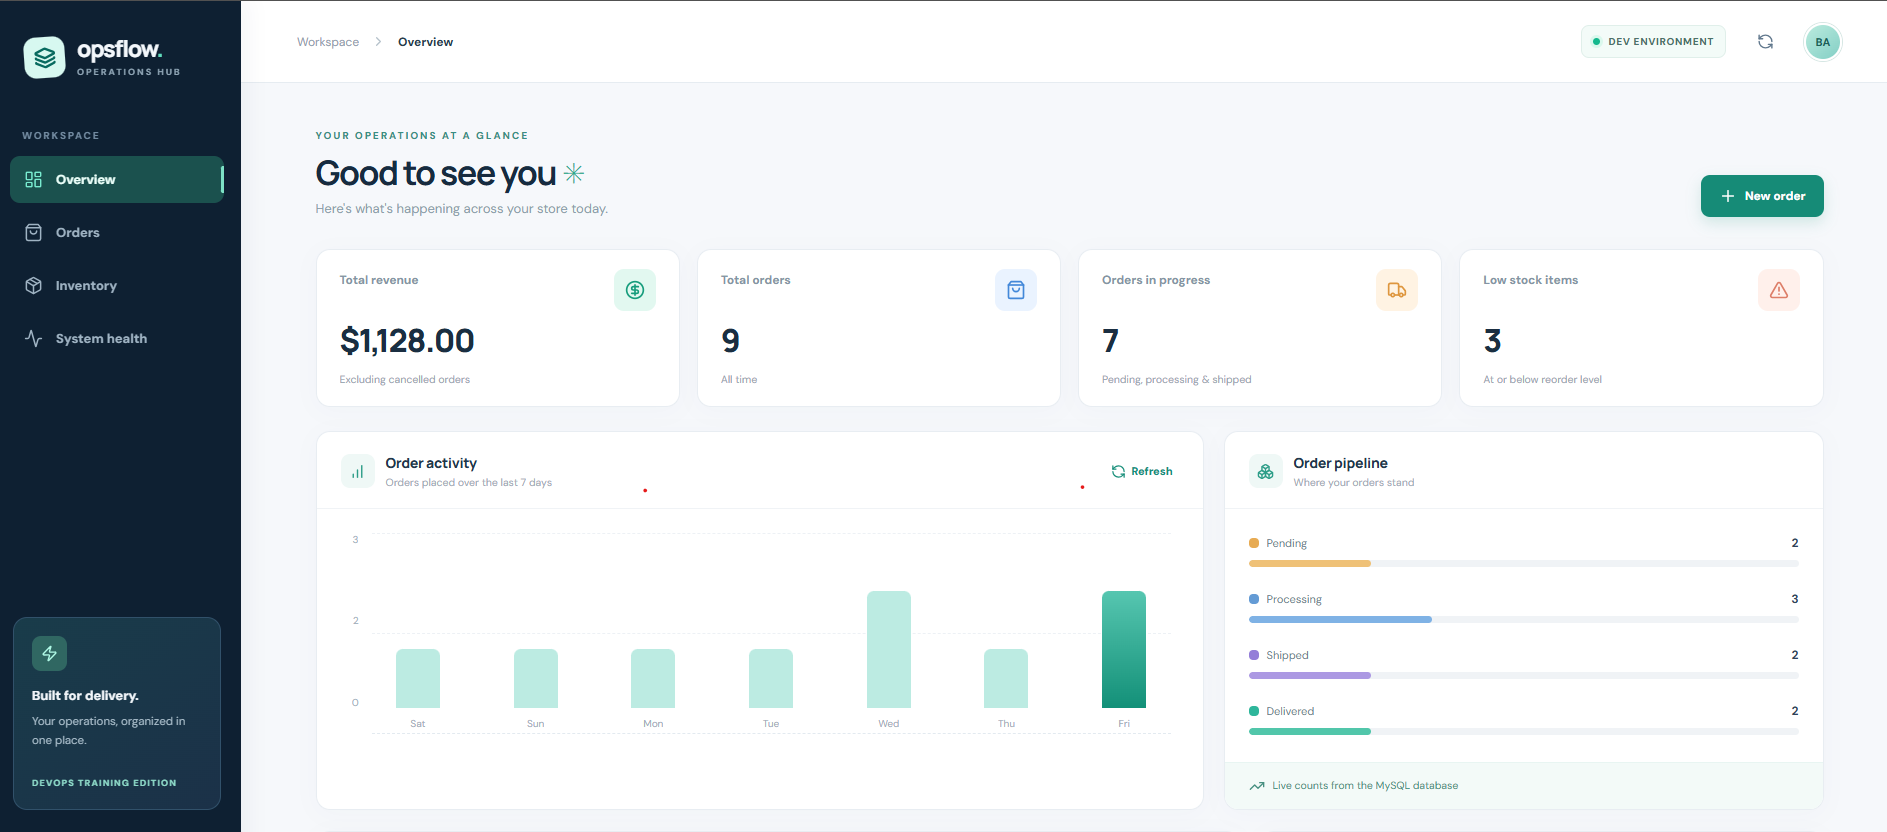 opsflow.
OPERATIONS HUB
WORKSPACE
Overview
Orders
Inventory
System health
Built for delivery.
Your operations, organized in
one place.
DEVOPS TRAINING EDITION
Workspace > Overview
DEV ENVIRONMENT
BA
YOUR OPERATIONS AT A GLANCE
Good to see you
Here's what's happening across your store today.
New order
Total revenue
$1,128.00
Excluding cancelled orders
Total orders
9
All time
Orders in progress
7
Pending, processing & shipped
Low stock items
3
At or below reorder level
Order activity
Orders placed over the last 7 days
Refresh
3
2
0
Sat Sun Mon Tue Wed Thu Fri
Order pipeline
Where your orders stand
Pending 2
Processing 3
Shipped 2
Delivered 2
Live counts from the MySQL database